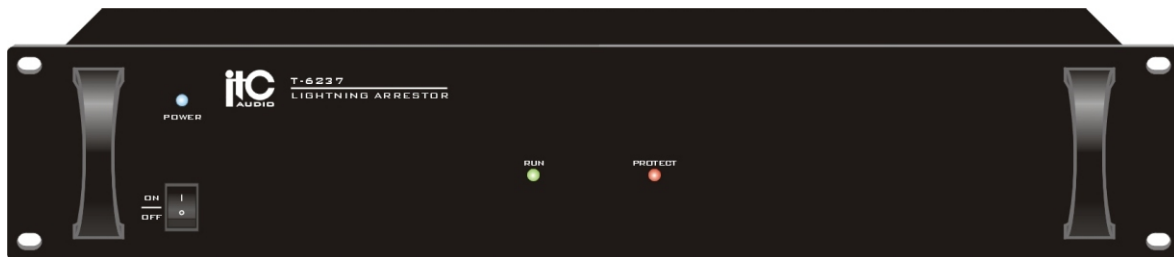 itC
AUDIO
T-6237
LIGHTNING ARRESTOR
POWER
RUN
PROTECT
ON
OFF